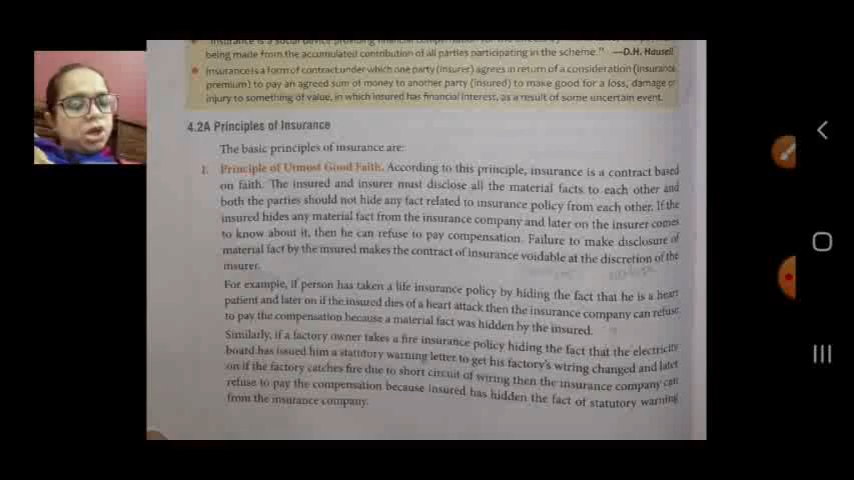 being made from the accumulated contribution of all parties participating in the scheme." —D.H. Hausell
Insurance is a form of contract under which one party (insurer) agrees in return of a consideration (insurance
premium) to pay an agreed sum of money to another party (insured) to make good for a loss, damage or
injury to something of value, in which insured has financial interest, as a result of some uncertain event.
4.2A Principles of Insurance
The basic principles of insurance are:
1. Principle of Utmost Good Faith. According to this principle, insurance is a contract based
on faith. The insured and insurer must disclose all the material facts to each other and
both the parties should not hide any fact related to insurance policy from each other. If the
insured hides any material fact from the insurance company and later on the insurer comes
to know about it, then he can refuse to pay compensation. Failure to make disclosure of
material fact by the insured makes the contract of insurance voidable at the discretion of the
insurer.
For example, if person has taken a life insurance policy by hiding the fact that he is a heart
patient and later on if the insured dies of a heart attack then the insurance company can refuse
to pay the compensation because a material fact was hidden by the insured.
Similarly, if a factory owner takes a fire insurance policy hiding the fact that the electricity
board has issued him a statutory warning letter to get his factory's wiring changed and later
on if the factory catches fire due to short circuit of wiring then the insurance company can
refuse to pay the compensation because insured has hidden the fact of statutory warning
from the insurance company.